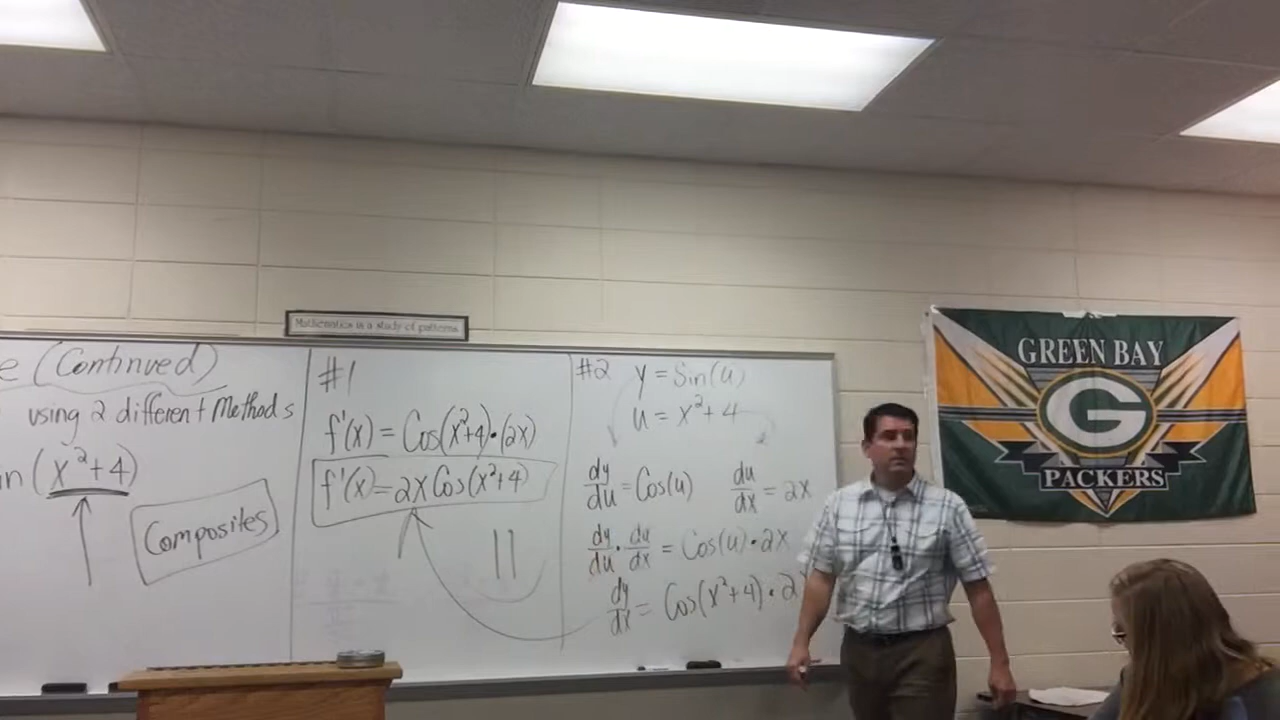 Mathematics is a study of patterns
e (Continued)
using 2 different Methods
in (x²+4)
Composites
#1
f'(x) = Cos(x²+4)•(2x)
f'(x) = 2x Cos(x²+4)
#2 y = Sin(u)
u = x²+4
dy/du = Cos(u) du/dx = 2x
dy/du • du/dx = Cos(u)•2x
dy/dx = Cos(x²+4)•2
GREEN BAY
G
PACKERS